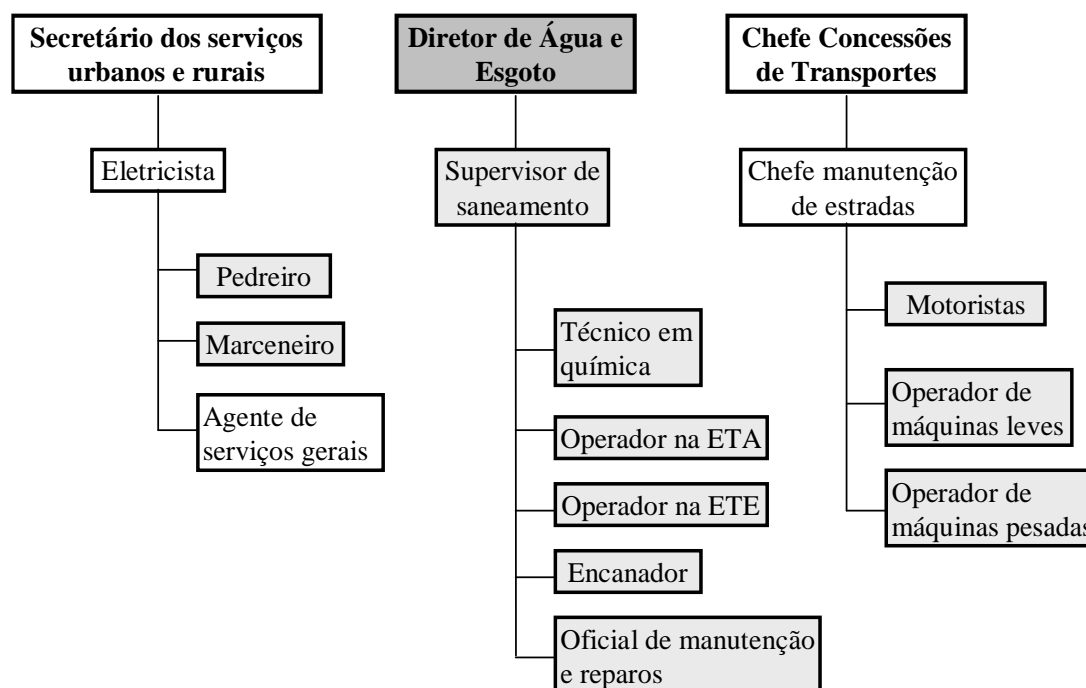 Secretário dos serviços
urbanos e rurais
Eletricista
Pedreiro
Marceneiro
Agente de
serviços gerais
Diretor de Água e
Esgoto
Supervisor de
saneamento
Técnico em
química
Operador na ETA
Operador na ETE
Encanador
Oficial de manutenção
e reparos
Chefe Concessões
de Transportes
Chefe manutenção
de estradas
Motoristas
Operador de
máquinas leves
Operador de
máquinas pesadas